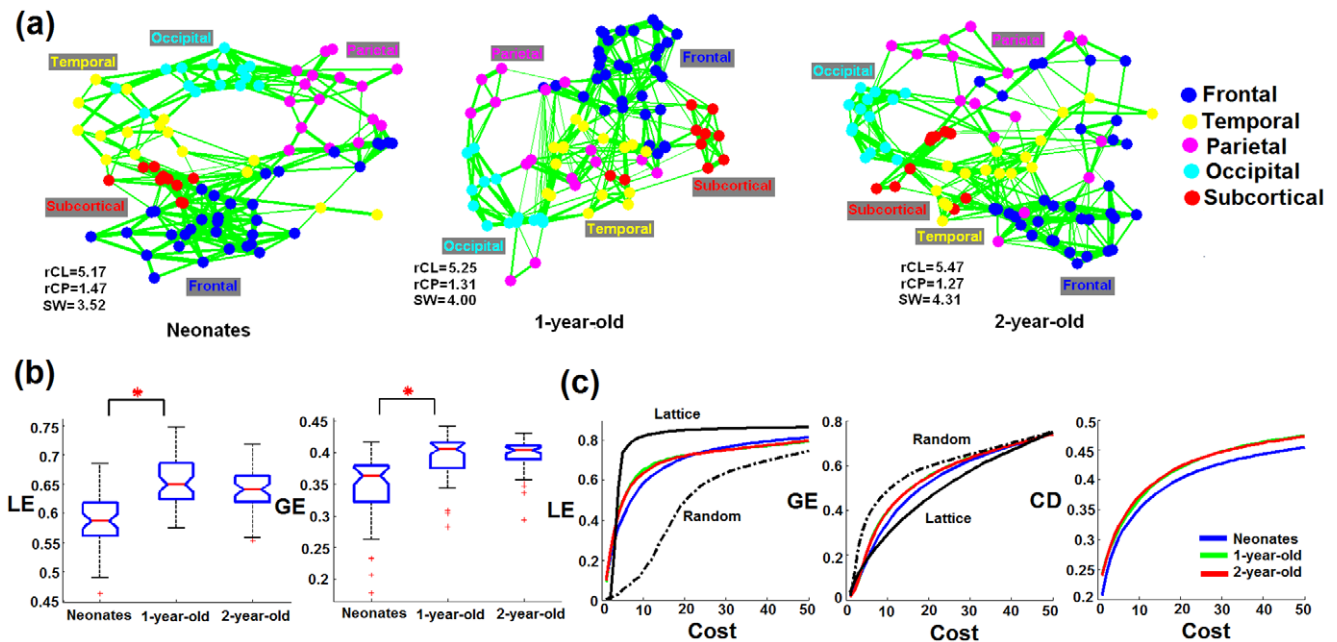 (a)
Occipital
Parietal
Temporal
Subcortical
Frontal
rCL=5.17
rCP=1.47
SW=3.52
Neonates
Parietal
Frontal
Subcortical
Temporal
Occipital
rCL=5.25
rCP=1.31
SW=4.00
1-year-old
Parietal
Occipital
Subcortical
Temporal
Frontal
rCL=5.47
rCP=1.27
SW=4.31
2-year-old
Frontal
Temporal
Parietal
Occipital
Subcortical
(b)
*
LE
0.75
0.7
0.65
0.6
0.55
0.5
0.45
Neonates 1-year-old 2-year-old
*
GE
0.45
0.4
0.35
0.3
0.25
0.2
Neonates 1-year-old 2-year-old
(c)
LE
0.8
0.6
0.4
0.2
0
Lattice
Random
0 10 20 30 40 50
Cost
GE
0.8
0.6
0.4
0.2
0
Random
Lattice
0 10 20 30 40 50
Cost
CD
0.5
0.45
0.4
0.35
0.3
0.25
0.2
Neonates
1-year-old
2-year-old
0 10 20 30 40 50
Cost